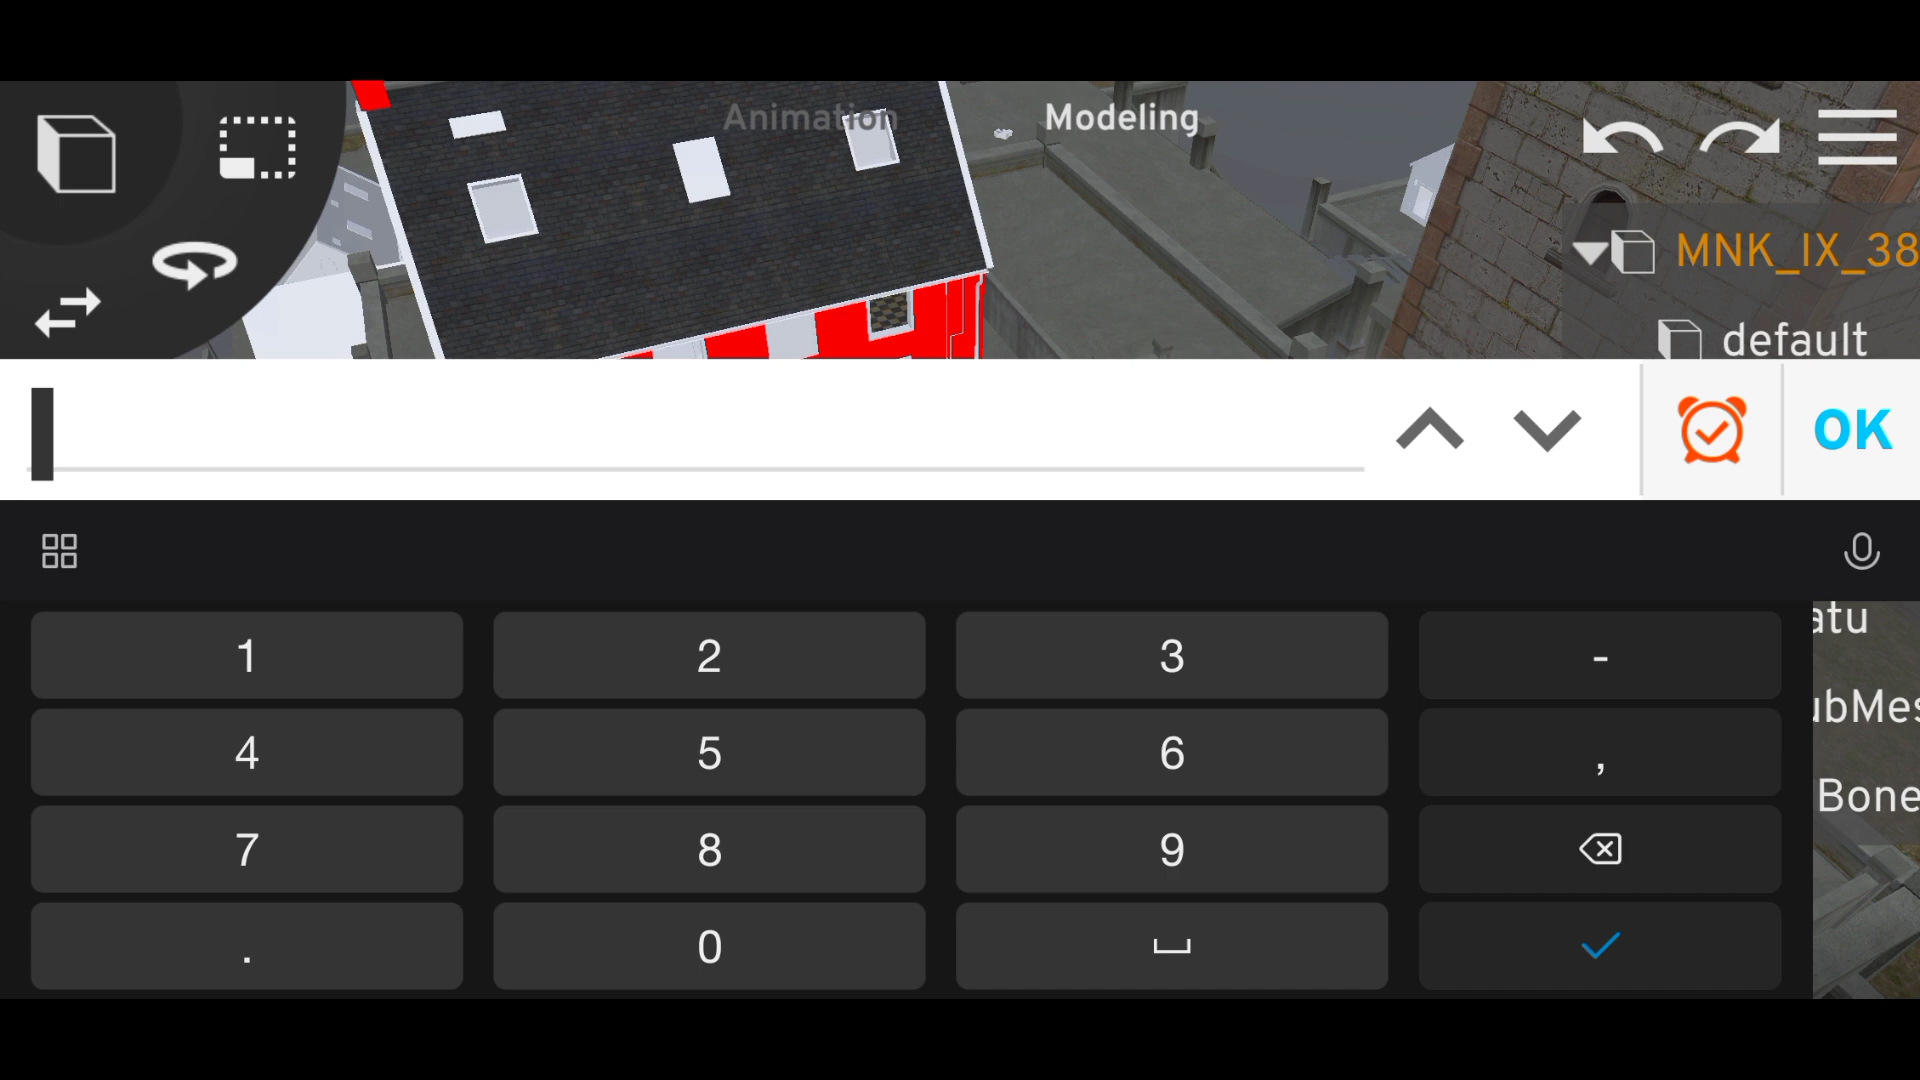 Animation Modeling
MNK_IX_38
default
OK
1 2 3 -
atu
4 5 6 ,
ubMes
7 8 9
Bone
. 0